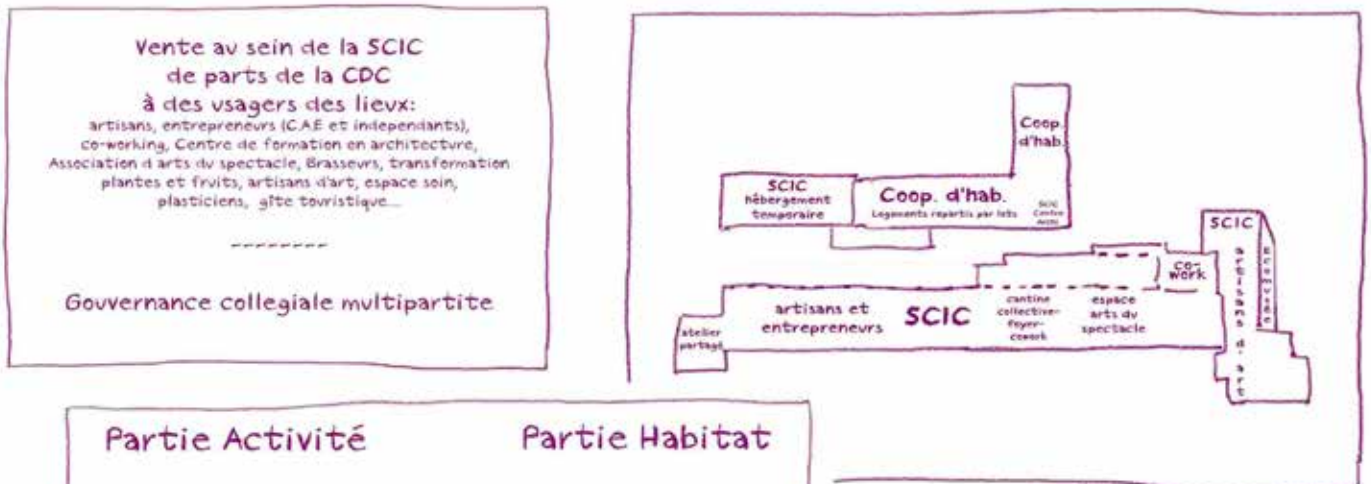 Vente au sein de la SCIC
de parts de la CDC
à des usagers des lieux:
artisans, entrepreneurs (CAE et independants),
co-working, Centre de formation en architecture,
Association d arts du spectacle, Brasseurs, transformation
plantes et fruits, artisans d'art, espace soin,
plasticiens, gîte touristique...
--------
Gouvernance collegiale multipartite
Coop.
d'hab.
SCIC
hébergement
temporaire
Coop. d'hab.
Logements repartis par lots
SCIC
Centre
Archi
SCIC
artisans d'art
ecomusée
co-
work
artisans et
entrepreneurs
SCIC
cantine
collective-
foyer-
cowork
espace
arts du
spectacle
atelier
partagé
Partie Activité
Partie Habitat